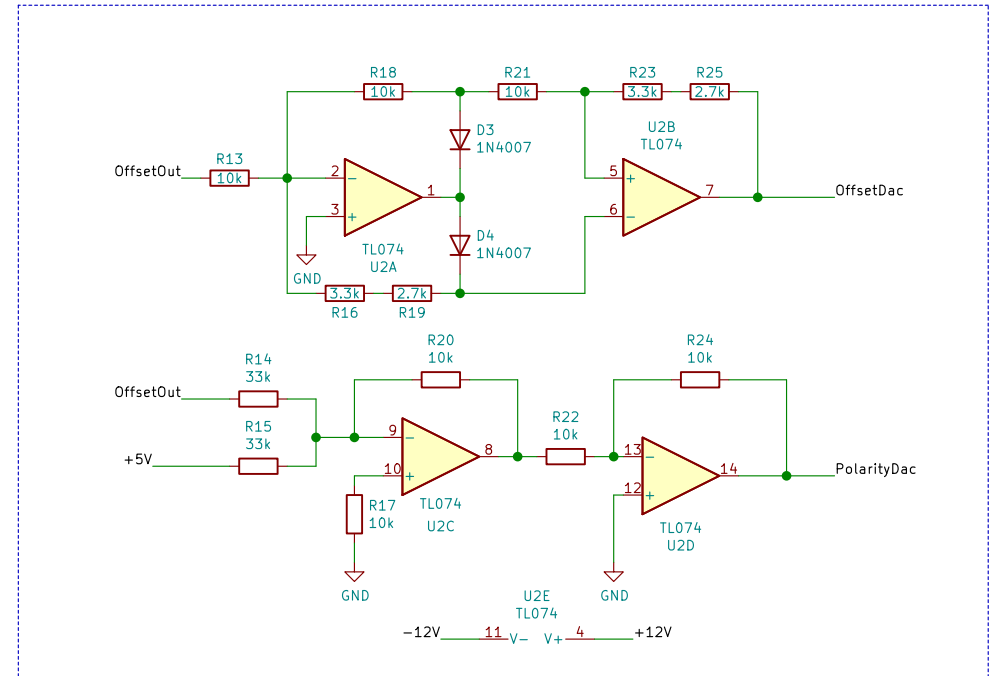 R18
10k
R21
10k
R23
3.3k
R25
2.7k
D3
1N4007
U2B
TL074
OffsetOut
R13
10k
2
−
3
+
1
5
+
6
−
7
OffsetDac
TL074
U2A
GND
D4
1N4007
3.3k
R16
2.7k
R19
R20
10k
R24
10k
R14
33k
OffsetOut
R15
33k
+5V
9
−
10
+
8
R22
10k
13
−
12
+
14
PolarityDac
R17
10k
TL074
U2C
TL074
U2D
GND
GND
U2E
TL074
−12V
11
V−
V+
4
+12V